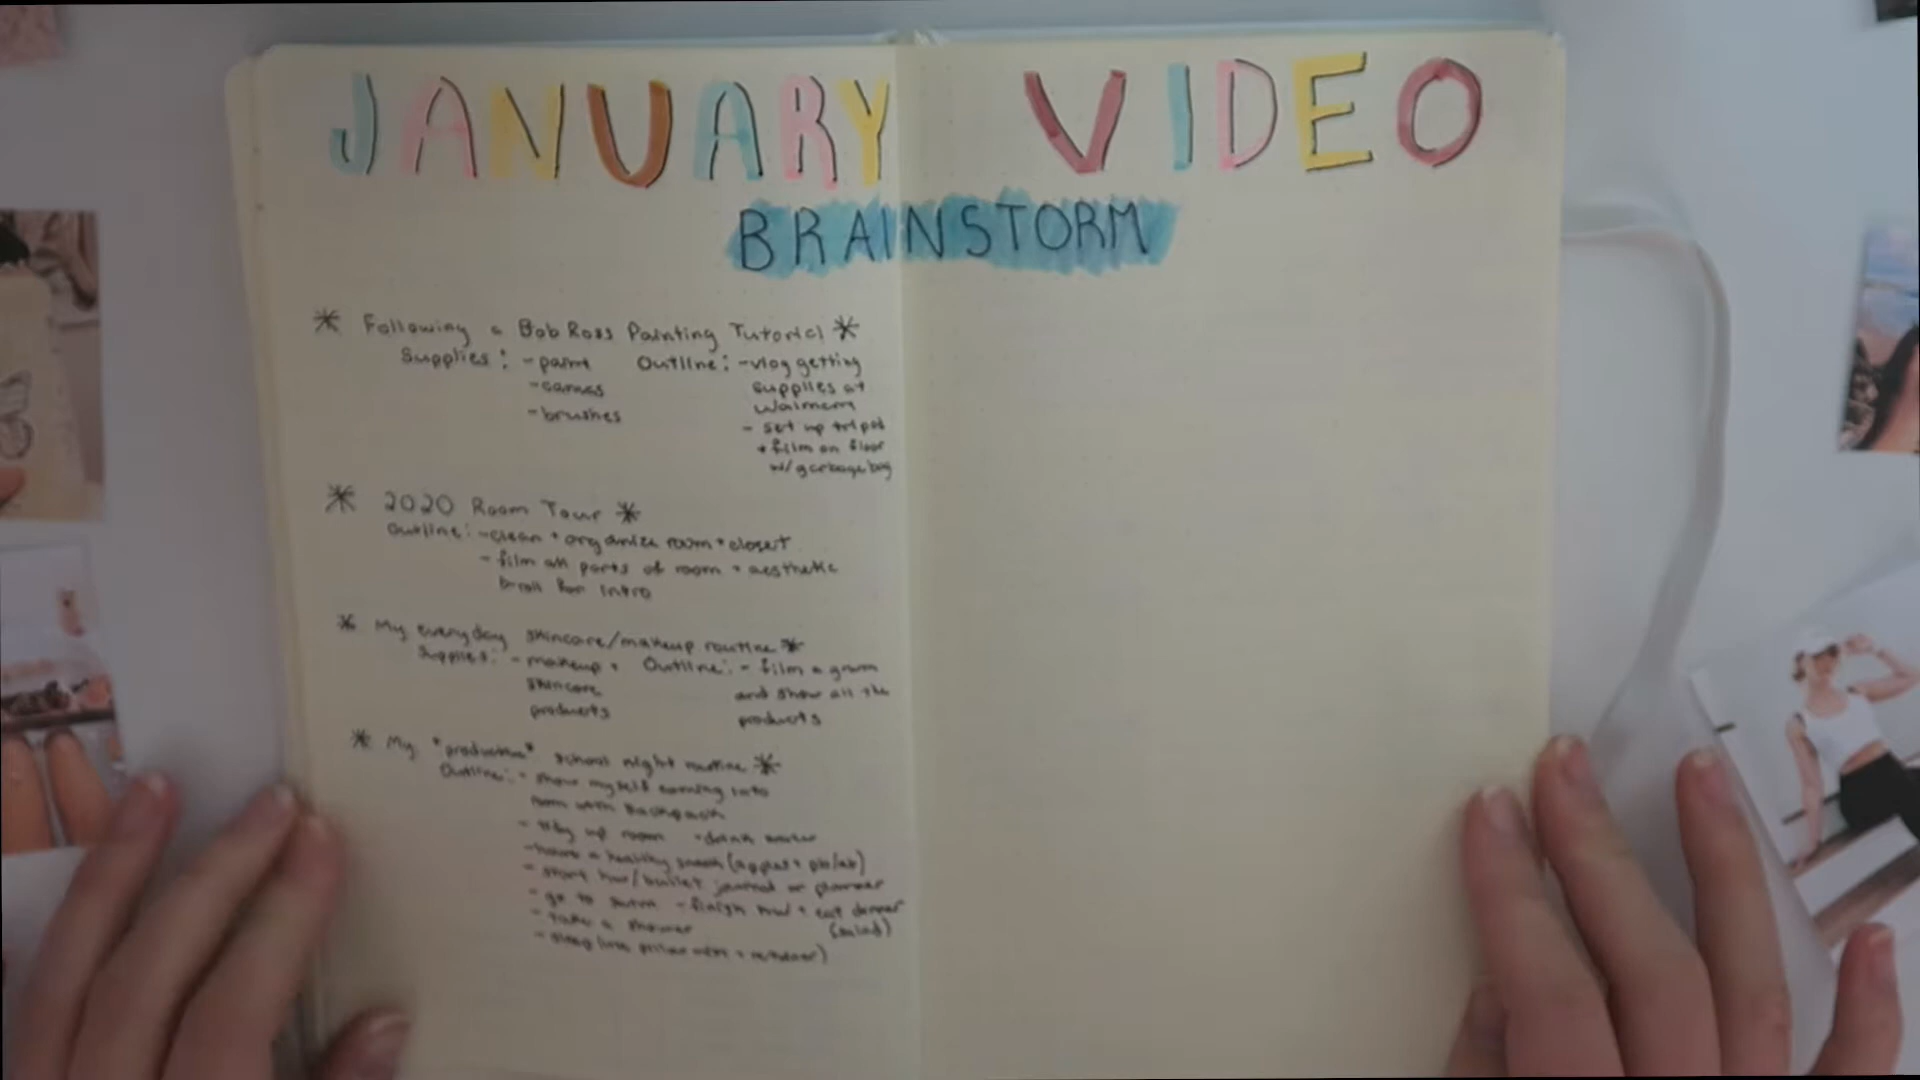 JANUARY VIDEO
BRAINSTORM
* Following a Bob Ross Painting Tutorial *
Supplies: -paint Outline: -vlog getting
-canvas supplies at
walmart
-brushes - set up tripod
+ film on floor
w/garbage bag
* 2020 Room Tour *
Outline: -clean + organize room + closet
- film all parts of room + aesthetic
b-roll for intro
* My everyday skincare/makeup routine *
Supplies: - makeup + Outline: - film a grwm
skincare and show all the
products products
* My "productive" school night routine *
Outline: - show myself coming into
room with backpack
- tidy up room - drink water
- have a healthy snack (apples + pb/ab)
- start hw/bullet journal or planner
- go to swim - finish hw + eat dinner
- take a shower (salad)
- sleep